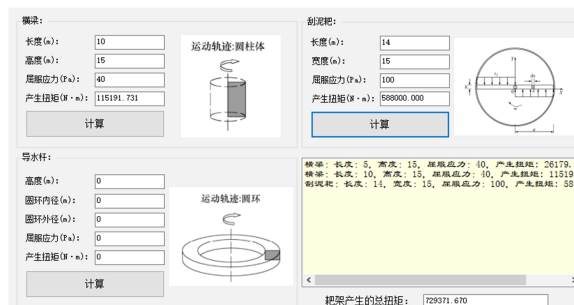 横梁:
长度(m): 10
高度(m): 15
屈服应力(Pa): 40
产生扭矩(N·m): 115191.731
计算
运动轨迹:圆柱体
刮泥耙:
长度(m): 14
宽度(m): 15
屈服应力(Pa): 100
产生扭矩(N·m): 588000.000
计算
导水杆:
高度(m): 0
圆环内径(m): 0
圆环外径(m): 0
屈服应力(Pa): 0
产生扭矩(N·m): 0
计算
运动轨迹:圆环
横梁: 长度: 5, 高度: 15, 屈服应力: 40, 产生扭矩: 26179.
横梁: 长度: 10, 高度: 15, 屈服应力: 40, 产生扭矩: 11519
刮泥耙: 长度: 14, 宽度: 15, 屈服应力: 100, 产生扭矩: 58
耙架产生的总扭矩: 729371.670